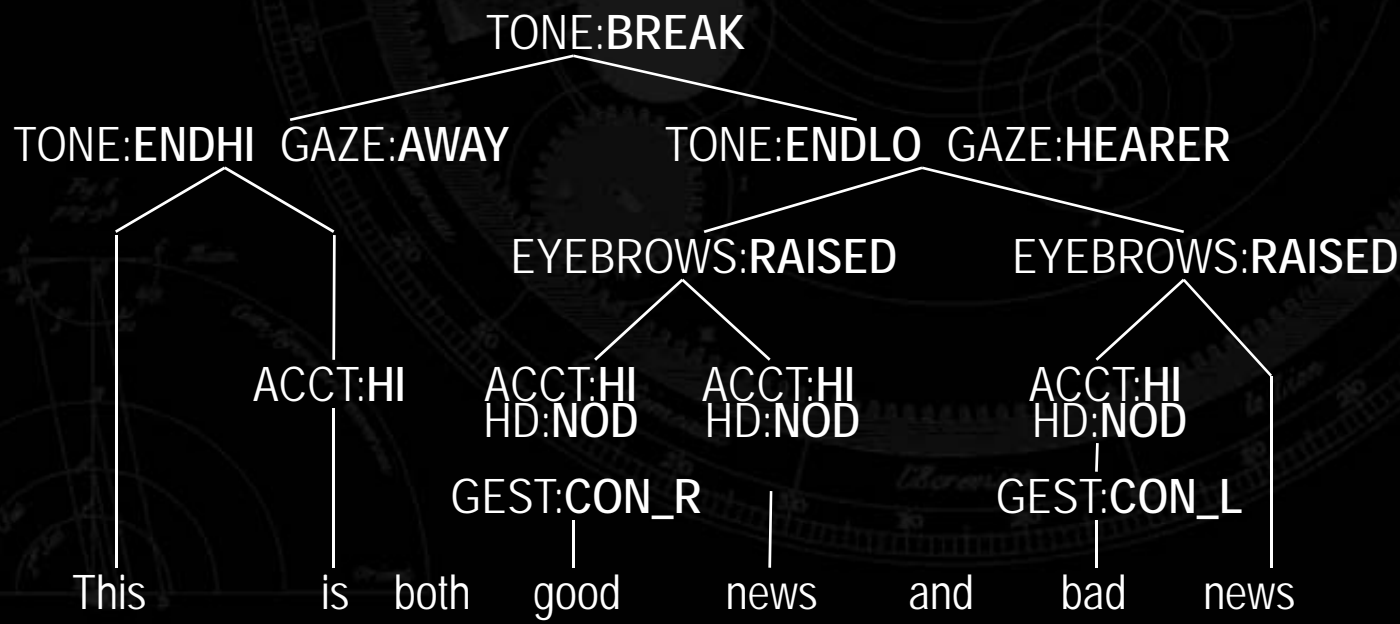 TONE:BREAK
TONE:ENDHI GAZE:AWAY TONE:ENDLO GAZE:HEARER
EYEBROWS:RAISED EYEBROWS:RAISED
ACCT:HI ACCT:HI ACCT:HI ACCT:HI
HD:NOD HD:NOD HD:NOD
GEST:CON_R GEST:CON_L
This is both good news and bad news